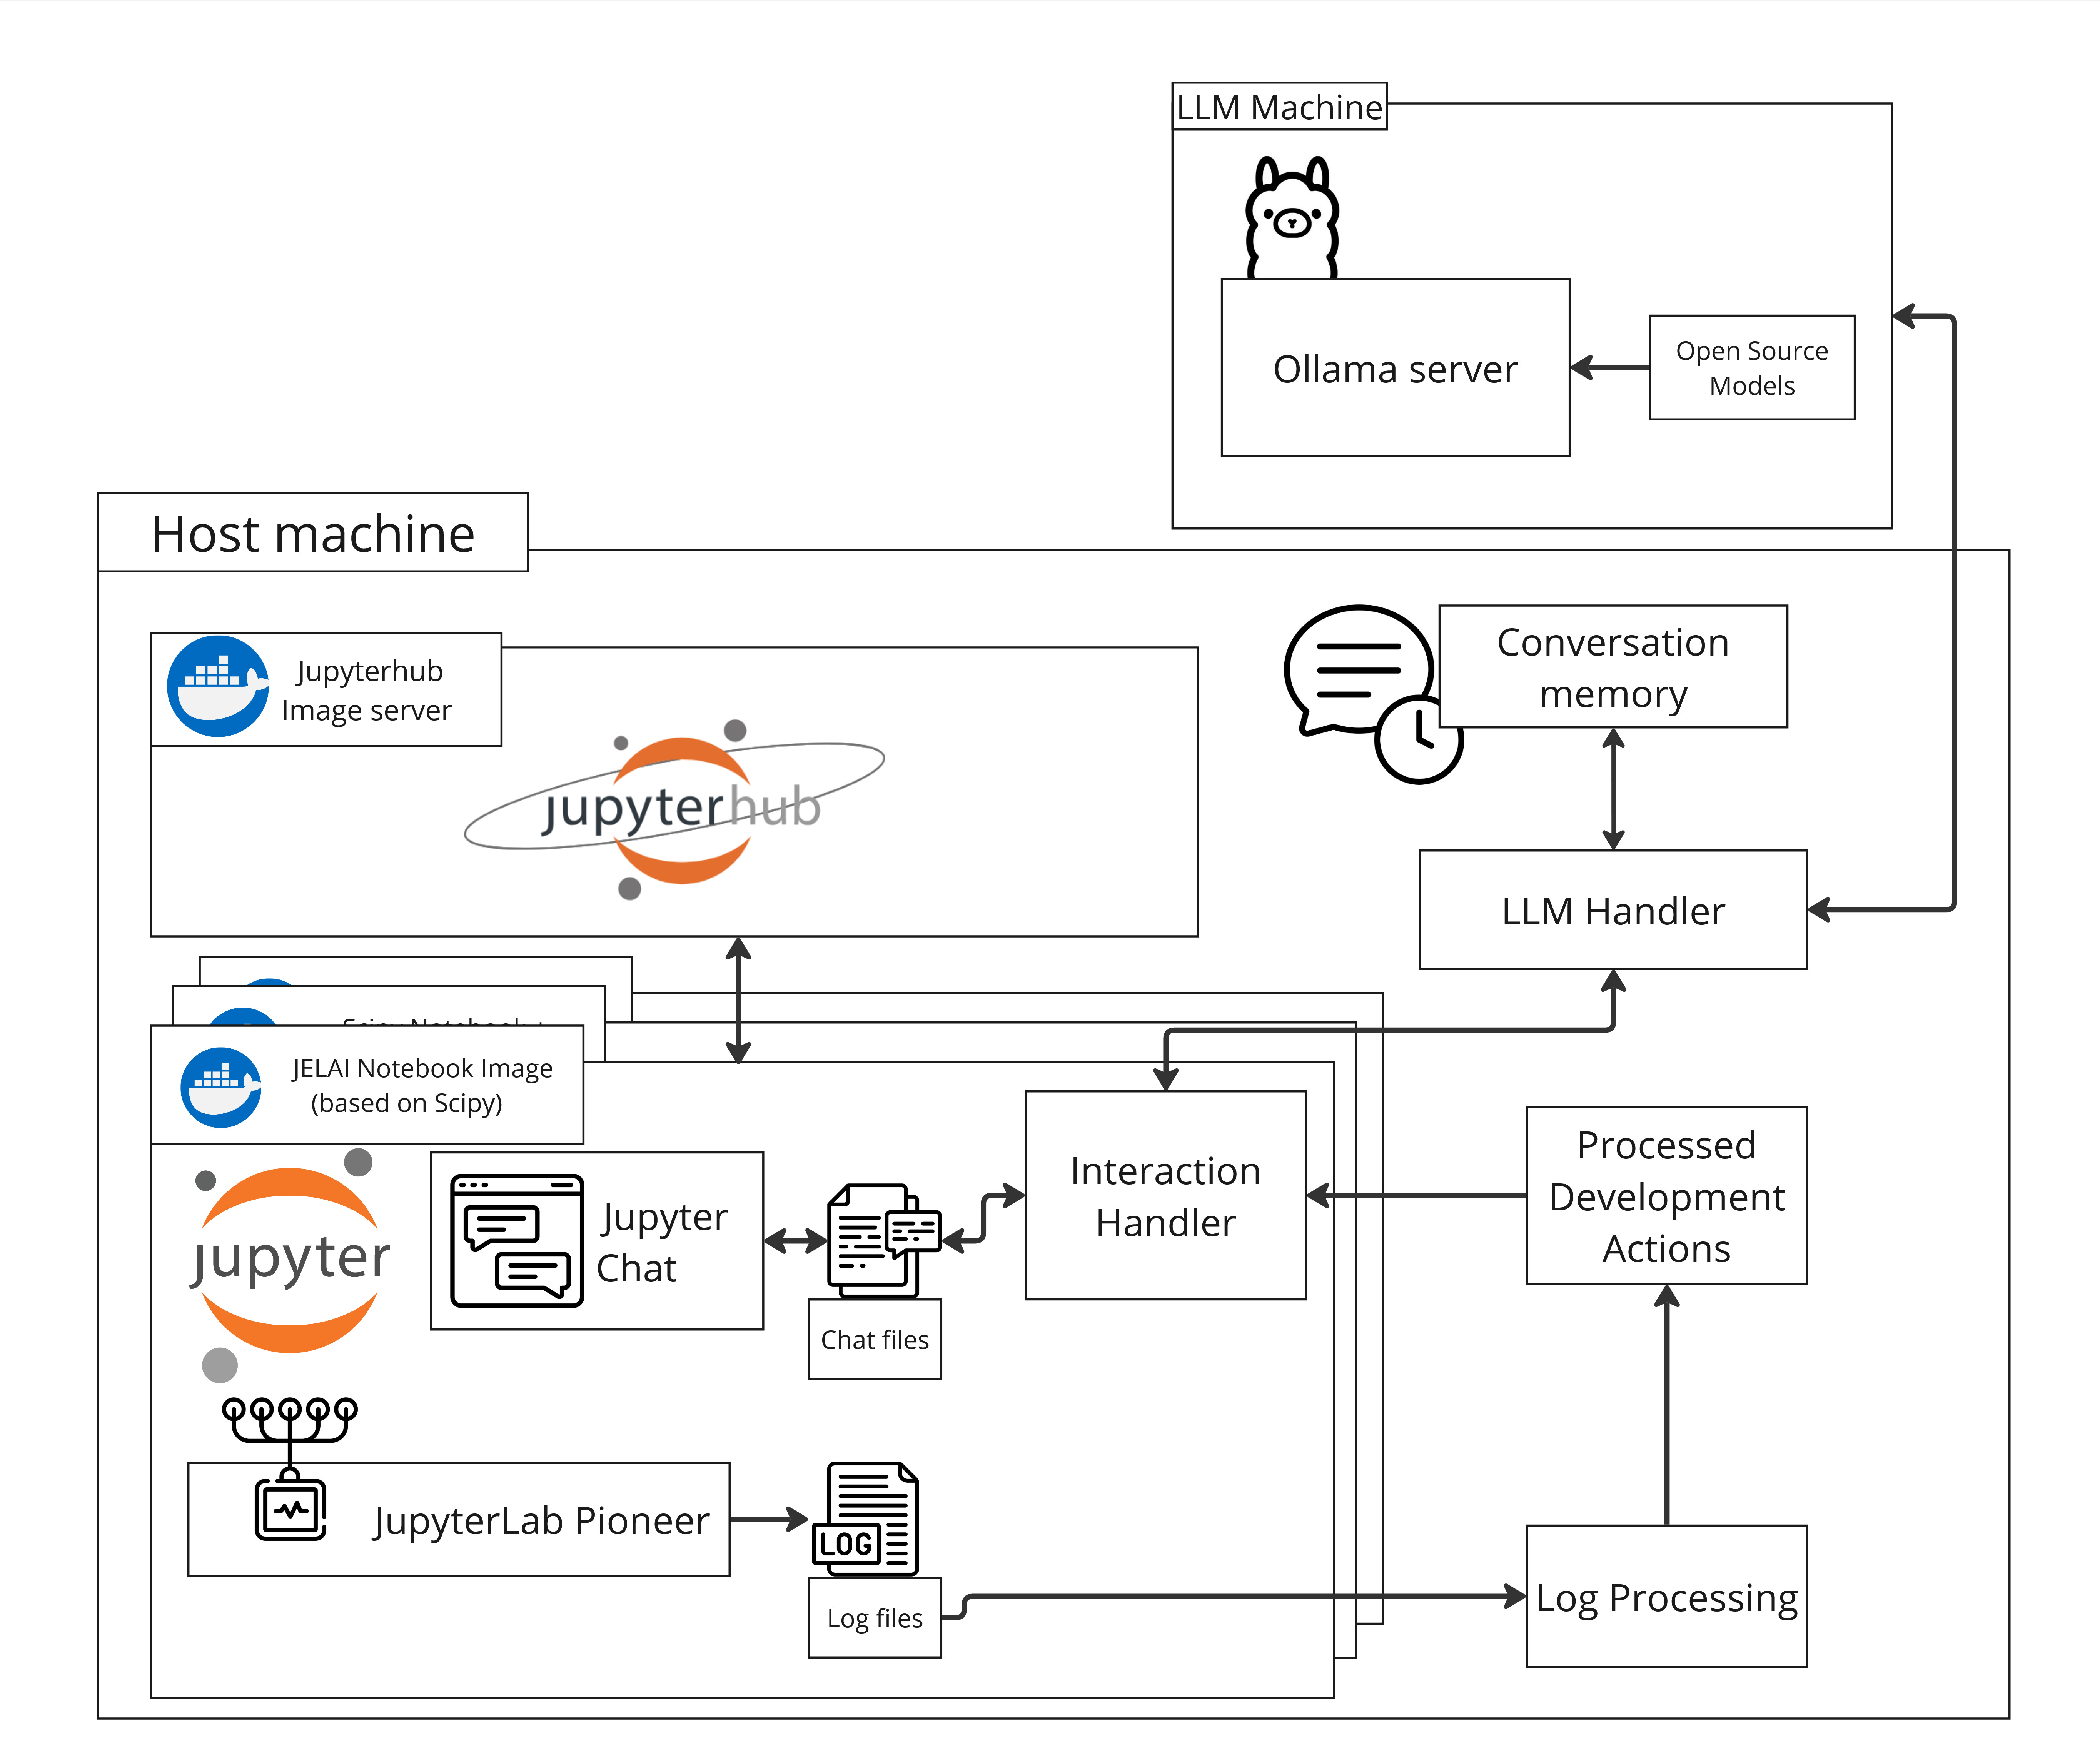 LLM Machine
Ollama server
Open Source
Models
Host machine
Jupyterhub
Image server
jupyterhub
Conversation
memory
LLM Handler
Scipy Notebook +
JELAI Notebook Image
(based on Scipy)
jupyter
Jupyter
Chat
Chat files
Interaction
Handler
Processed
Development
Actions
JupyterLab Pioneer
LOG
Log files
Log Processing